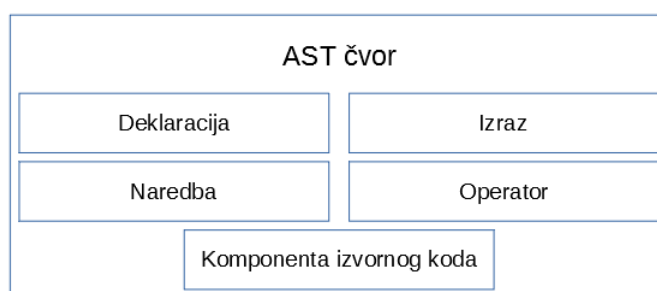 AST čvor
Deklaracija
Izraz
Naredba
Operator
Komponenta izvornog koda